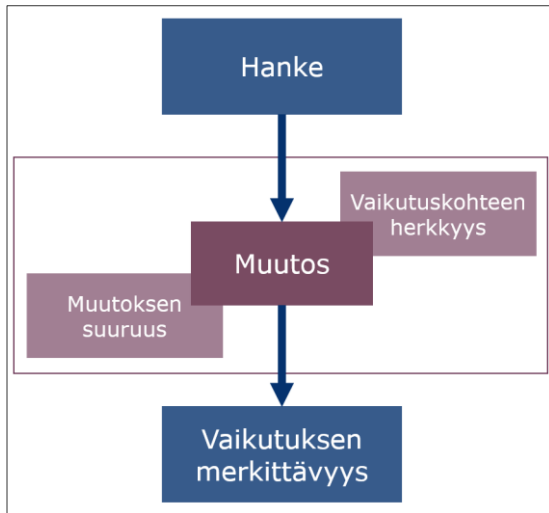 Hanke
Vaikutuskohteen
herkkyys
Muutos
Muutoksen
suuruus
Vaikutuksen
merkittävyys